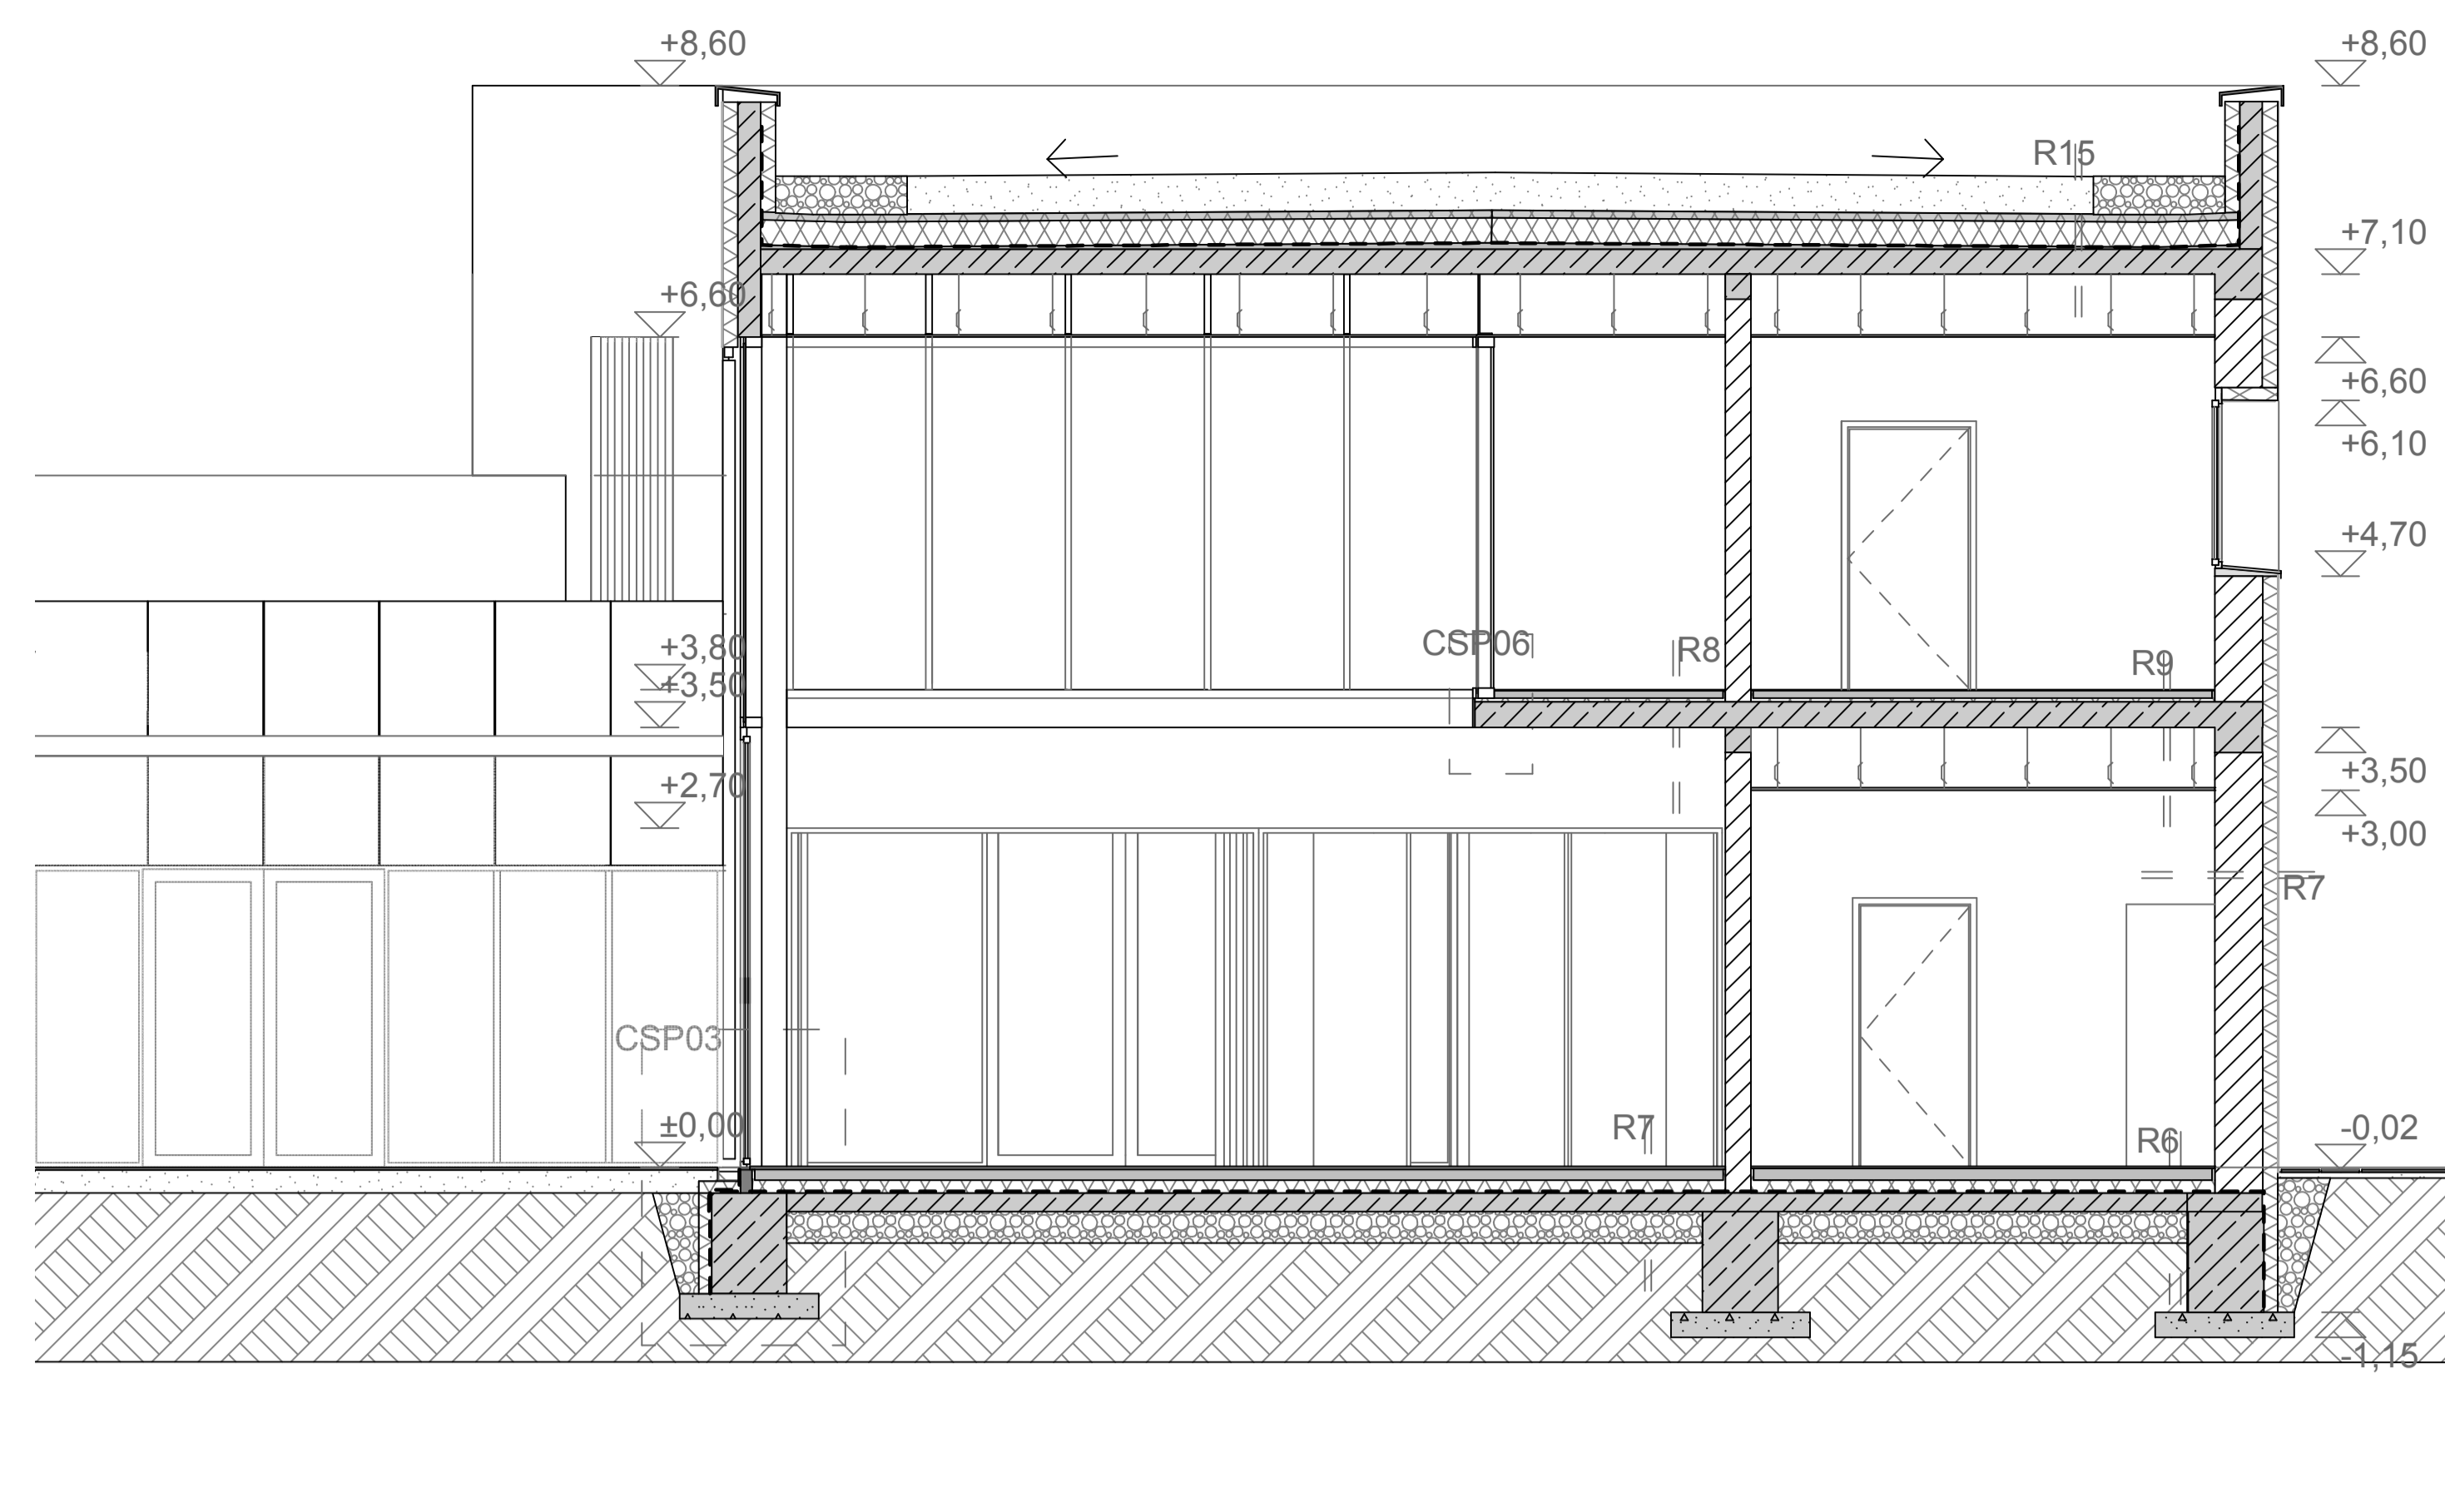 +8,60
+8,60
R15
+7,10
+6,60
+6,60
+6,10
+4,70
+3,80
CSP06
R8
R9
+3,50
+2,70
+3,50
+3,00
R7
CSP03
±0,00
R7
R6
-0,02
-1,15